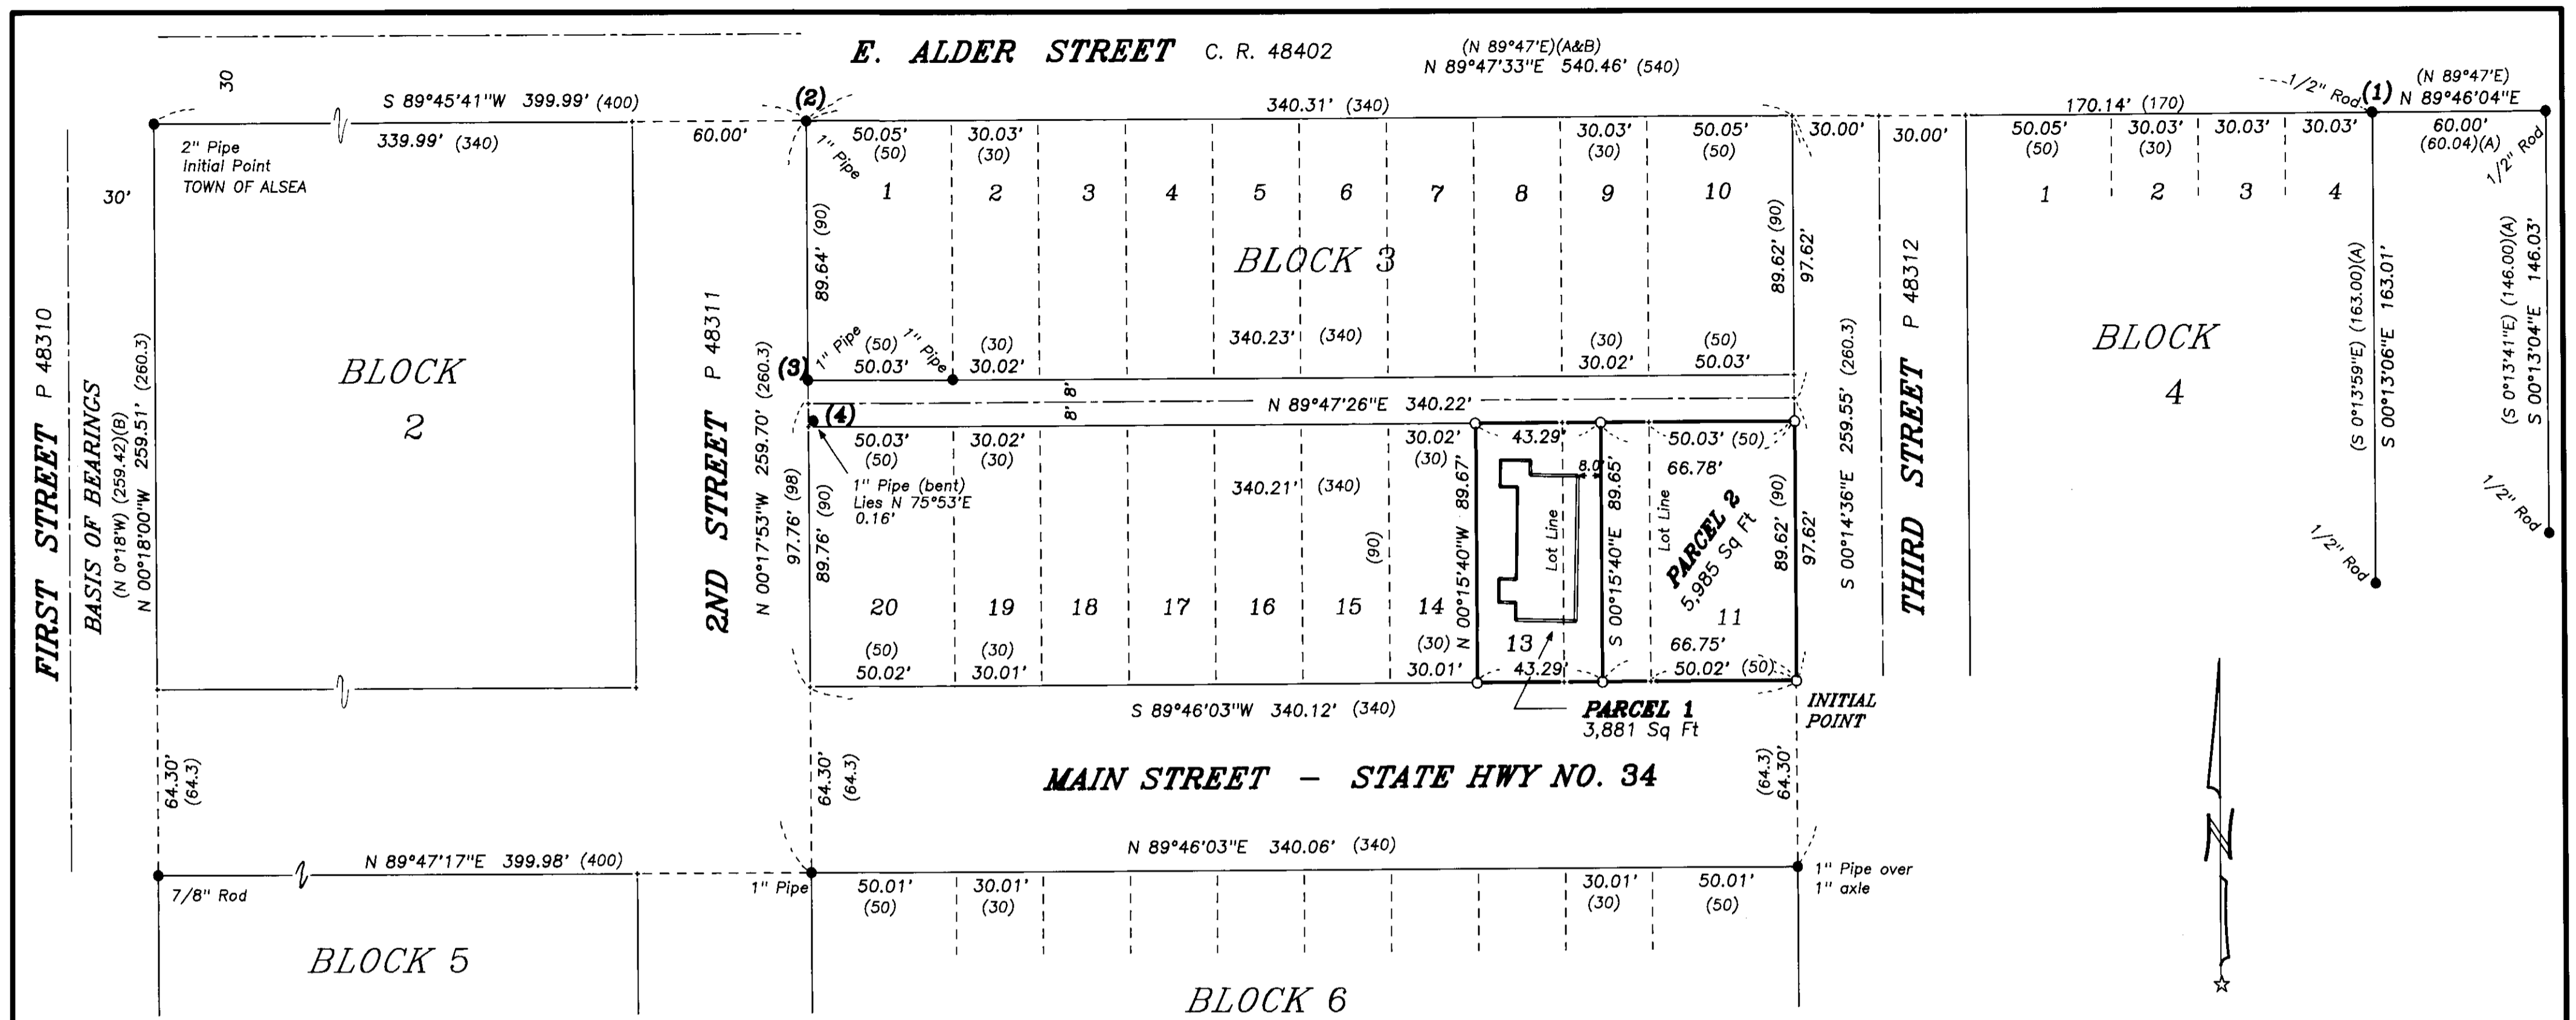 E. ALDER STREET C. R. 48402
(N 89°47'E)(A&B)
N 89°47'33"E 540.46' (540)
30
S 89°45'41"W 399.99' (400)
339.99' (340)
60.00'
(2)
340.31' (340)
170.14' (170)
1/2" Rod
(1)
(N 89°47'E)
N 89°46'04"E
60.00'
(60.04)(A)
1/2" Rod
2" Pipe
Initial Point
TOWN OF ALSEA
30'
1" Pipe
50.05'
(50)
30.03'
(30)
30.03'
(30)
50.05'
(50)
30.00'
30.00'
50.05'
(50)
30.03'
(30)
30.03'
30.03'
1
2
3
4
5
6
7
8
9
10
1
2
3
4
89.64' (90)
BLOCK 3
89.62' (90)
97.62'
FIRST STREET P 48310
BASIS OF BEARINGS
(N 0°18'W) (259.42)(B)
N 00°18'00"W 259.51' (260.3)
BLOCK
2
2ND STREET P 48311
N 00°17'53"W 259.70' (260.3)
(3)
1" Pipe
(50)
50.03'
1" Pipe
(30)
30.02'
340.23' (340)
(30)
30.02'
(50)
50.03'
8'
8'
N 89°47'26"E 340.22'
(4)
S 00°14'36"E 259.55' (260.3)
THIRD STREET P 48312
BLOCK
4
(S 0°13'59"E) (163.00)(A)
S 00°13'06"E 163.01'
(S 0°13'41"E) (146.00)(A)
S 00°13'04"E 146.03'
1/2" Rod
1/2" Rod
50.03'
(50)
30.02'
(30)
30.02'
(30)
43.29'
50.03' (50)
66.78'
8.0'
1" Pipe (bent)
Lies N 75°53'E
0.16'
340.21' (340)
97.76' (98)
89.76' (90)
(90)
N 00°15'40"W 89.67'
Lot Line
S 00°15'40"E 89.65'
Lot Line
PARCEL 2
5,985 Sq Ft
89.62' (90)
97.62'
20
19
18
17
16
15
14
13
11
(50)
50.02'
(30)
30.01'
(30)
30.01'
43.29'
66.75'
50.02' (50)
S 89°46'03"W 340.12' (340)
PARCEL 1
3,881 Sq Ft
INITIAL
POINT
64.30'
(64.3)
64.30'
(64.3)
(64.3)
64.30'
MAIN STREET – STATE HWY NO. 34
N 89°47'17"E 399.98' (400)
N 89°46'03"E 340.06' (340)
7/8" Rod
1" Pipe
1" Pipe over
1" axle
50.01'
(50)
30.01'
(30)
30.01'
(30)
50.01'
(50)
BLOCK 5
BLOCK 6
N